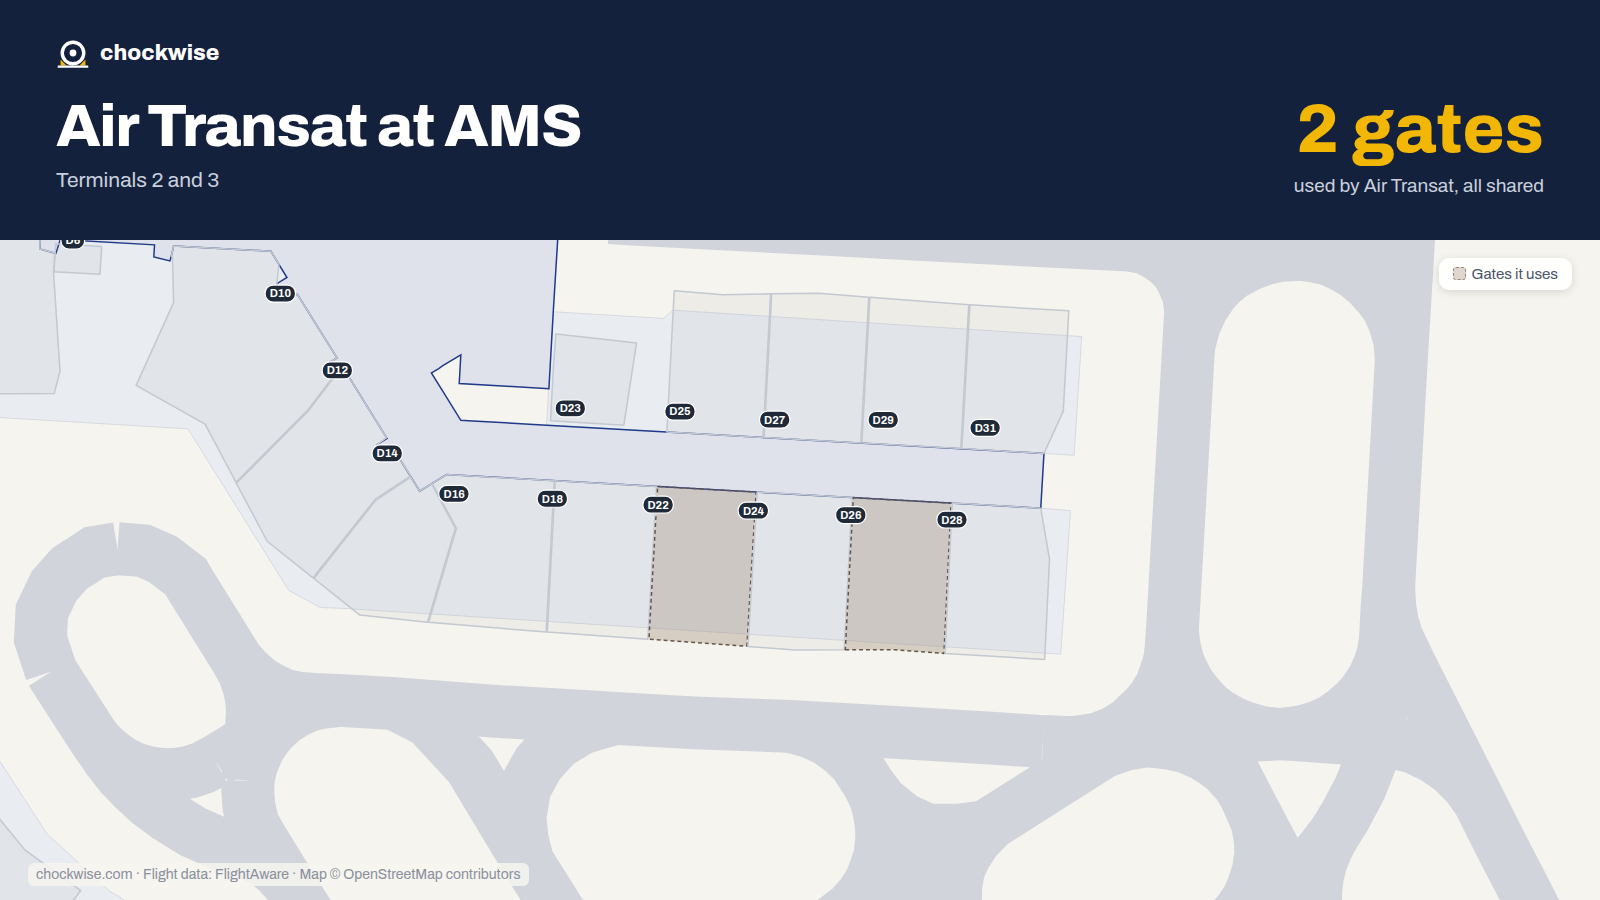 chockwise
Air Transat at AMS
Terminals 2 and 3
2 gates
used by Air Transat, all shared
Gates it uses
D8
D10
D12
D14
D16
D18
D22
D24
D26
D28
D23
D25
D27
D29
D31
chockwise.com · Flight data: FlightAware · Map © OpenStreetMap contributors